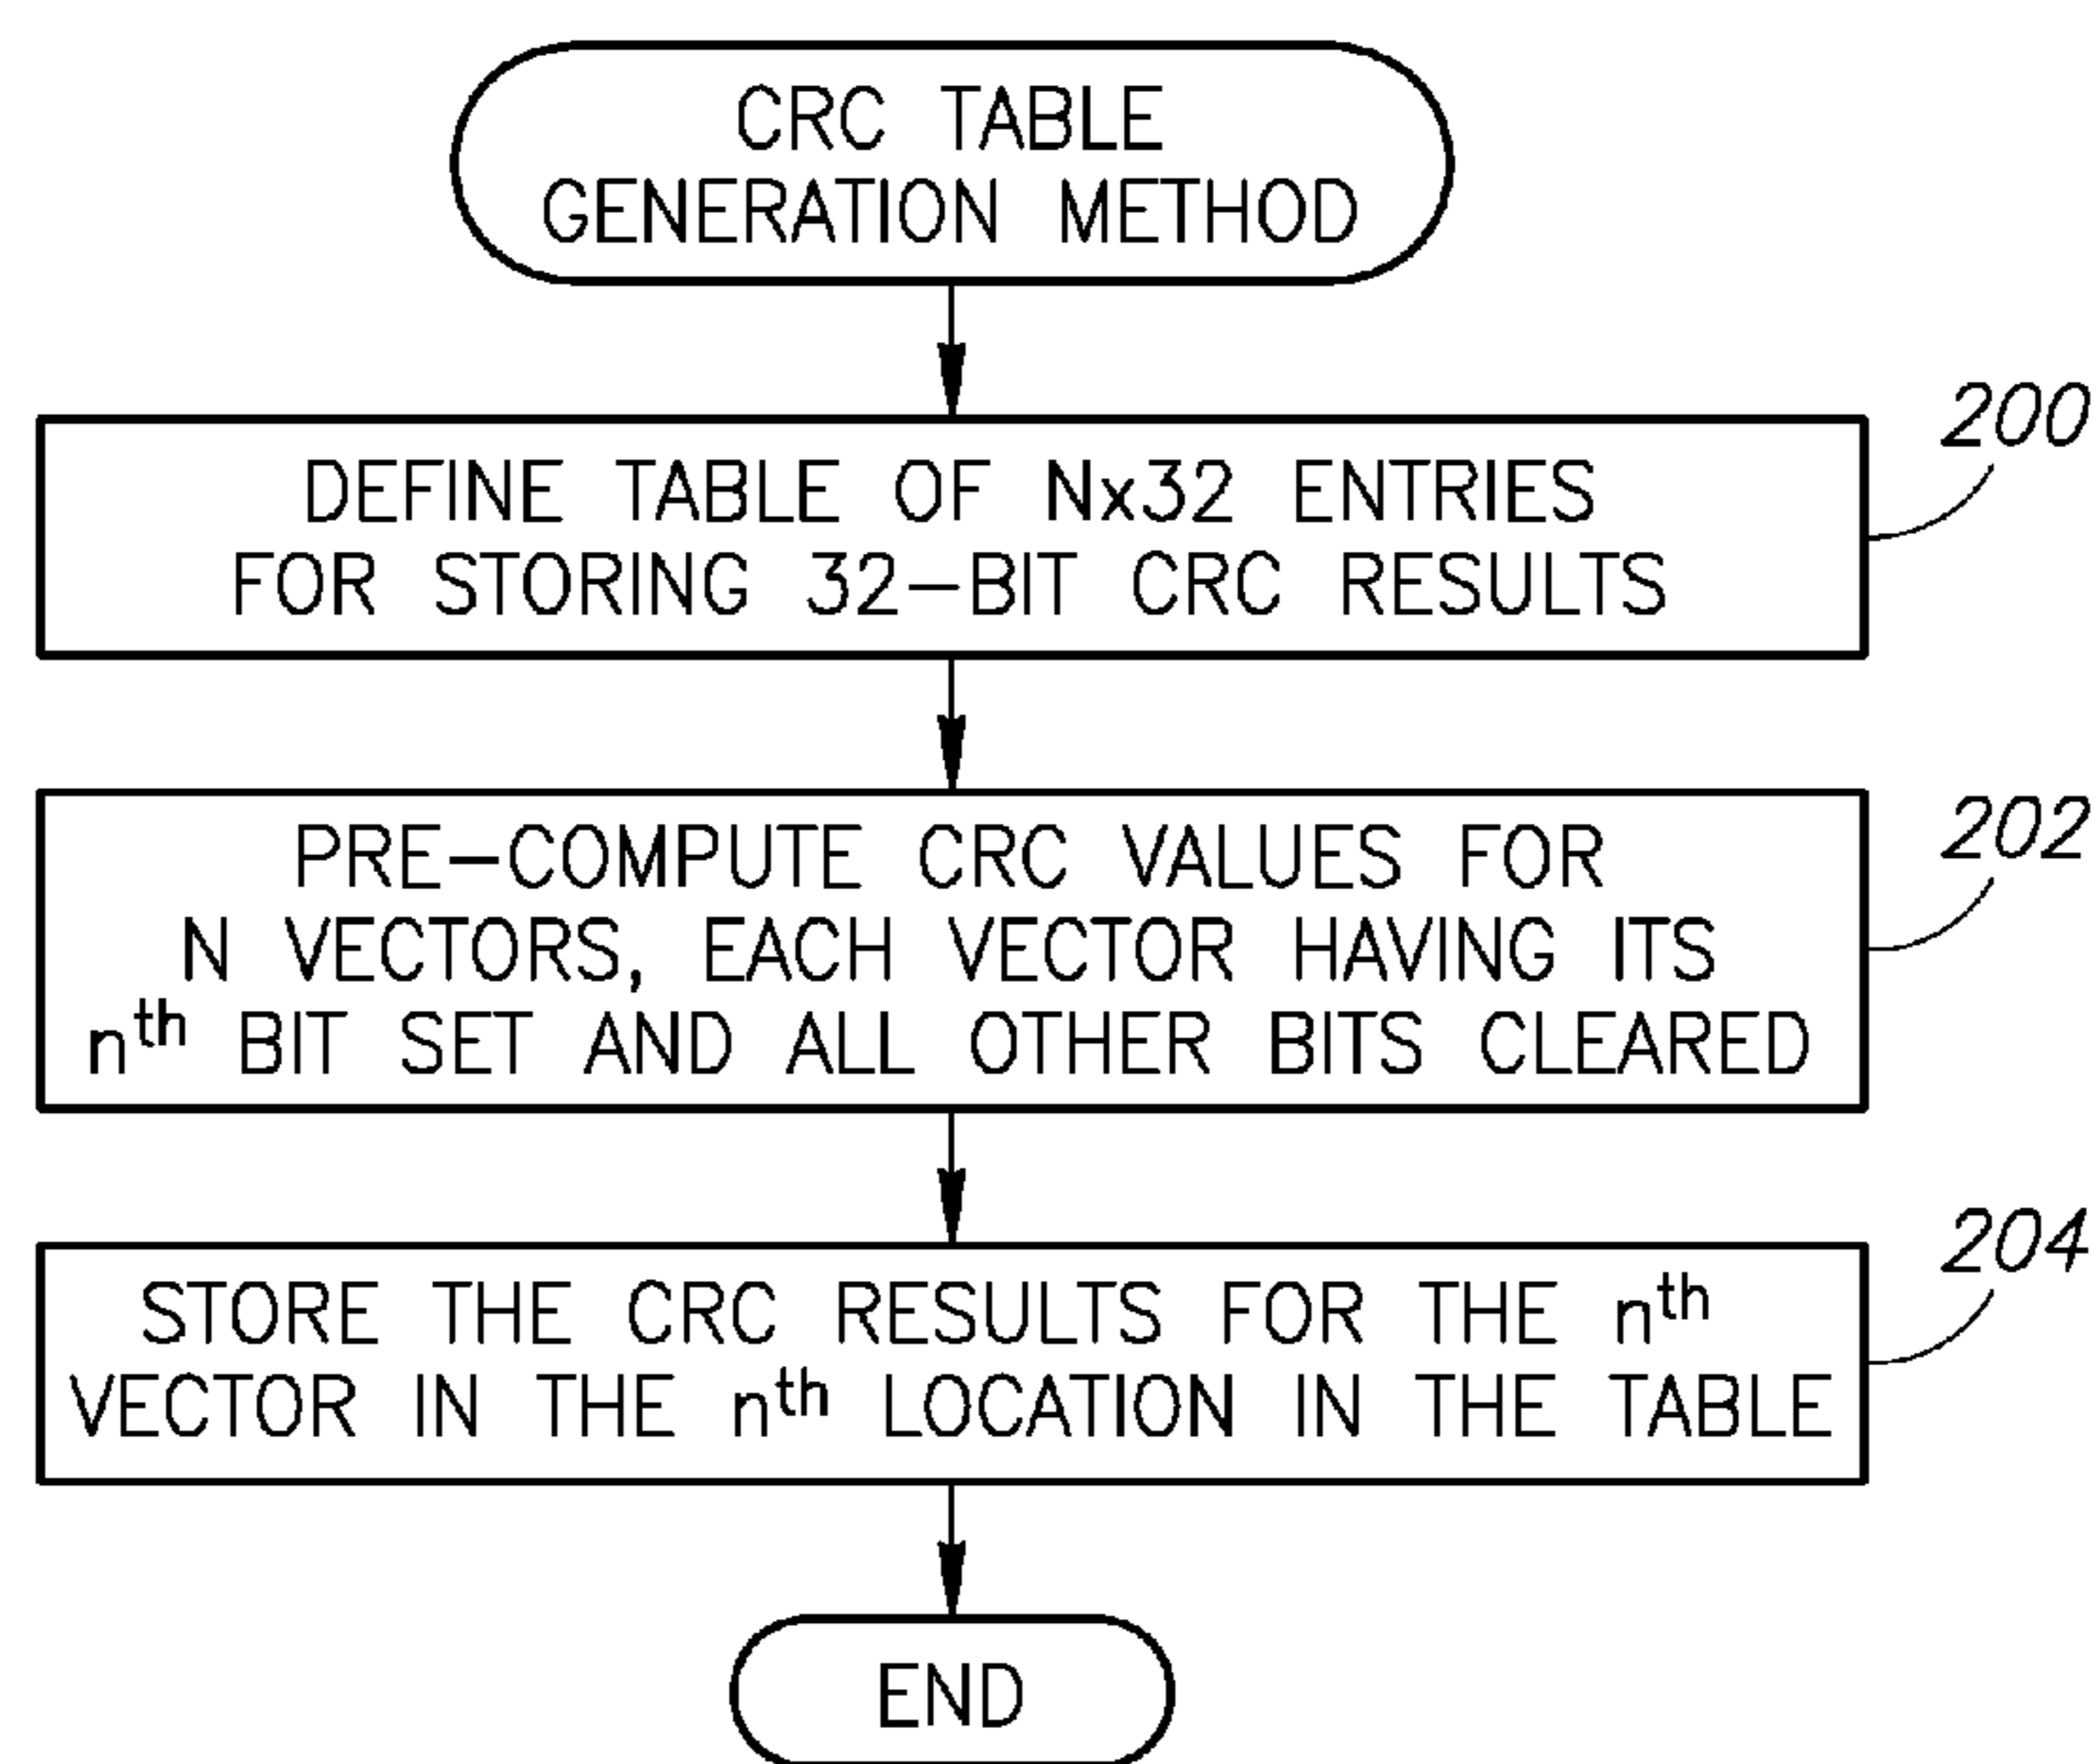 CRC TABLE
GENERATION METHOD
200
DEFINE TABLE OF Nx32 ENTRIES
FOR STORING 32-BIT CRC RESULTS
202
PRE-COMPUTE CRC VALUES FOR
N VECTORS, EACH VECTOR HAVING ITS
nth BIT SET AND ALL OTHER BITS CLEARED
204
STORE THE CRC RESULTS FOR THE nth
VECTOR IN THE nth LOCATION IN THE TABLE
END